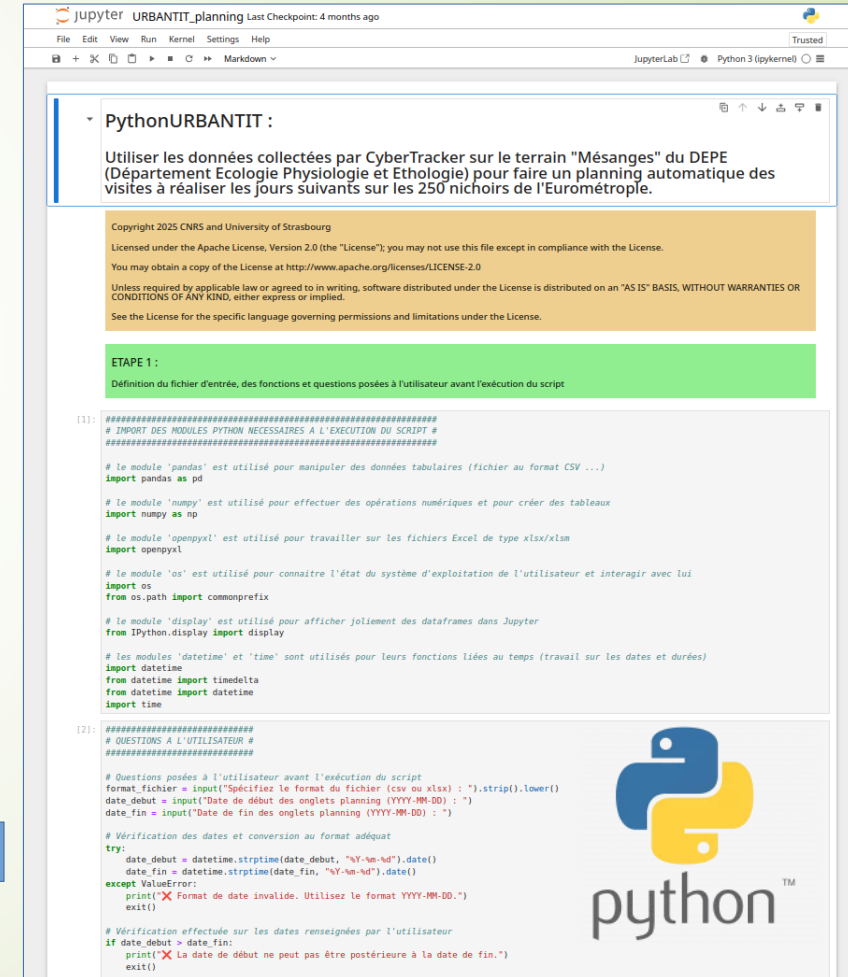 jupyter URBANTIT_planning Last Checkpoint: 4 months ago
File Edit View Run Kernel Settings Help
Trusted
Markdown
JupyterLab
Python 3 (ipykernel)
PythonURBANTIT :
Utiliser les données collectées par CyberTracker sur le terrain "Mésanges" du DEPE
(Département Ecologie Physiologie et Ethologie) pour faire un planning automatique des
visites à réaliser les jours suivants sur les 250 nichoirs de l'Eurométrople.
Copyright 2025 CNRS and University of Strasbourg
Licensed under the Apache License, Version 2.0 (the "License"); you may not use this file except in compliance with the License.
You may obtain a copy of the License at http://www.apache.org/licenses/LICENSE-2.0
Unless required by applicable law or agreed to in writing, software distributed under the License is distributed on an "AS IS" BASIS, WITHOUT WARRANTIES OR
CONDITIONS OF ANY KIND, either express or implied.
See the License for the specific language governing permissions and limitations under the License.
ETAPE 1 :
Définition du fichier d'entrée, des fonctions et questions posées à l'utilisateur avant l'exécution du script
[1]:
#################################################################
# IMPORT DES MODULES PYTHON NECESSAIRES A L'EXECUTION DU SCRIPT #
#################################################################
# le module 'pandas' est utilisé pour manipuler des données tabulaires (fichier au format CSV ...)
import pandas as pd
# le module 'numpy' est utilisé pour effectuer des opérations numériques et pour créer des tableaux
import numpy as np
# le module 'openpyxl' est utilisé pour travailler sur les fichiers Excel de type xlsx/xlsm
import openpyxl
# le module 'os' est utilisé pour connaitre l'état du système d'exploitation de l'utilisateur et interagir avec lui
import os
from os.path import commonprefix
# le module 'display' est utilisé pour afficher joliement des dataframes dans Jupyter
from IPython.display import display
# les modules 'datetime' et 'time' sont utilisés pour leurs fonctions liées au temps (travail sur les dates et durées)
import datetime
from datetime import timedelta
from datetime import datetime
import time
[2]:
#############################
# QUESTIONS A L'UTILISATEUR #
#############################
# Questions posées à l'utilisateur avant l'exécution du script
format_fichier = input("Spécifiez le format du fichier (csv ou xlsx) : ").strip().lower()
date_debut = input("Date de début des onglets planning (YYYY-MM-DD) : ")
date_fin = input("Date de fin des onglets planning (YYYY-MM-DD) : ")
# Vérification des dates et conversion au format adéquat
try:
    date_debut = datetime.strptime(date_debut, "%Y-%m-%d").date()
    date_fin = datetime.strptime(date_fin, "%Y-%m-%d").date()
except ValueError:
    print("❌ Format de date invalide. Utilisez le format YYYY-MM-DD.")
    exit()
# Vérification effectuée sur les dates renseignées par l'utilisateur
if date_debut > date_fin:
    print("❌ La date de début ne peut pas être postérieure à la date de fin.")
    exit()
python TM